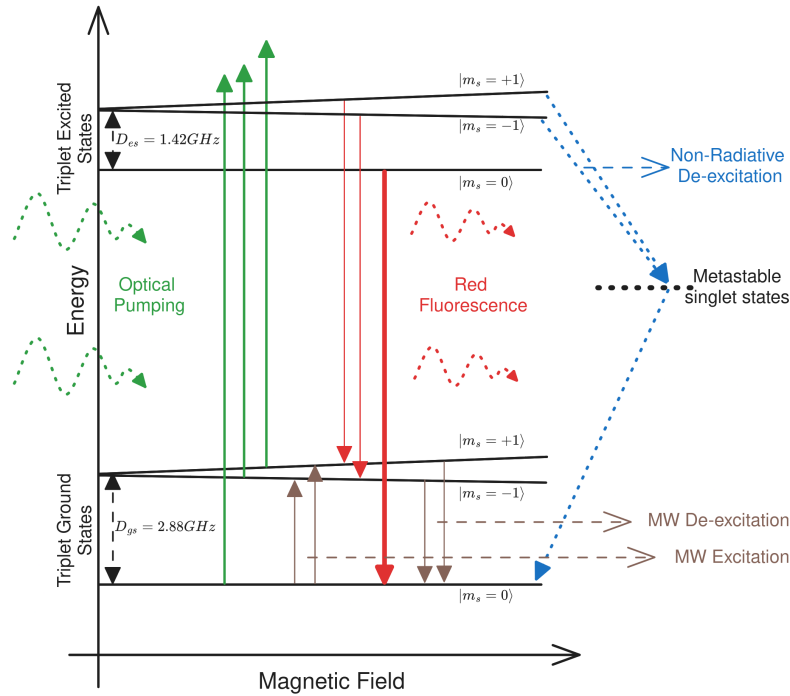 |m_s = +1⟩
|m_s = −1⟩
|m_s = 0⟩
Triplet Excited
States
D_es = 1.42GHz
Non-Radiative
De-excitation
Optical
Pumping
Red
Fluorescence
Metastable
singlet states
Energy
|m_s = +1⟩
|m_s = −1⟩
|m_s = 0⟩
Triplet Ground
States
D_gs = 2.88GHz
MW De-excitation
MW Excitation
Magnetic Field